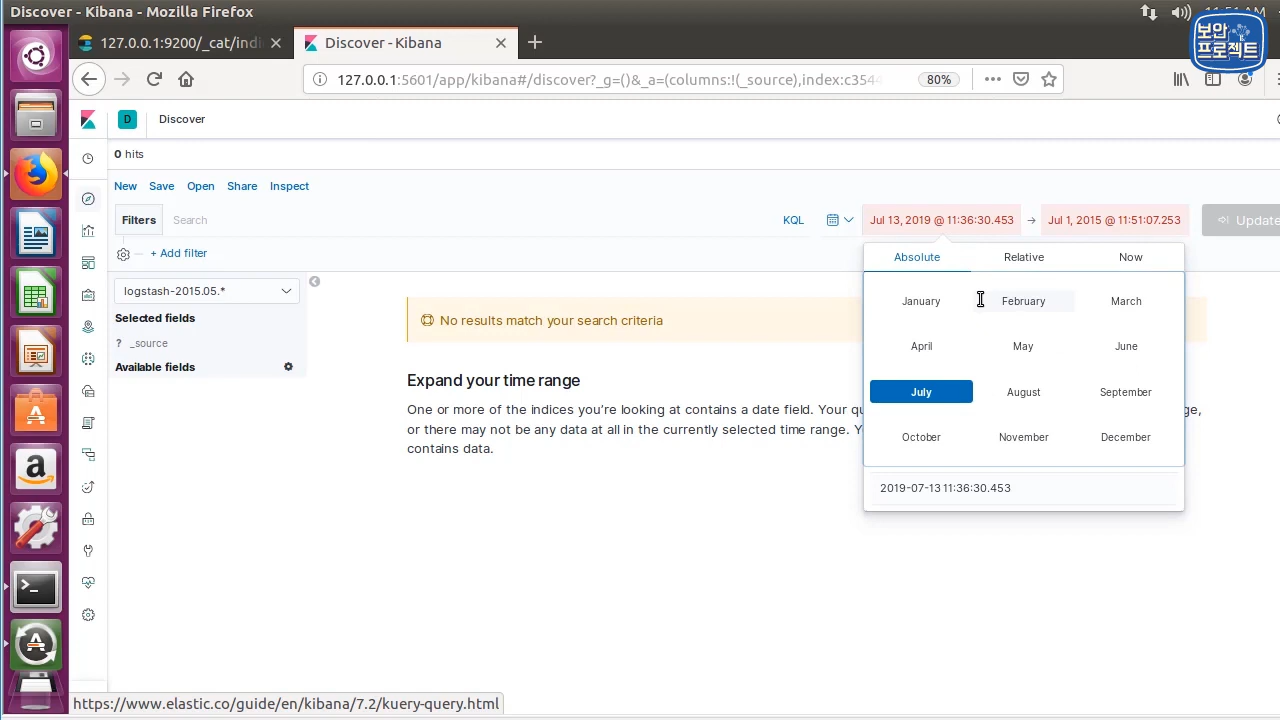 Discover - Kibana - Mozilla Firefox
보안
프로젝트
127.0.0.1:9200/_cat/indi
Discover - Kibana
127.0.0.1:5601/app/kibana#/discover?_g=()&_a=(columns:!(_source),index:c354
80%
D
Discover
0 hits
New Save Open Share Inspect
Filters
Search
KQL
Jul 13, 2019 @ 11:36:30.453 → Jul 1, 2015 @ 11:51:07.253
Update
+ Add filter
Absolute Relative Now
logstash-2015.05.*
January February March
Selected fields
No results match your search criteria
? _source
April May June
Available fields
Expand your time range
July August September
One or more of the indices you're looking at contains a date field. Your qu
or there may not be any data at all in the currently selected time range. Y
contains data.
October November December
2019-07-13 11:36:30.453
https://www.elastic.co/guide/en/kibana/7.2/kuery-query.html